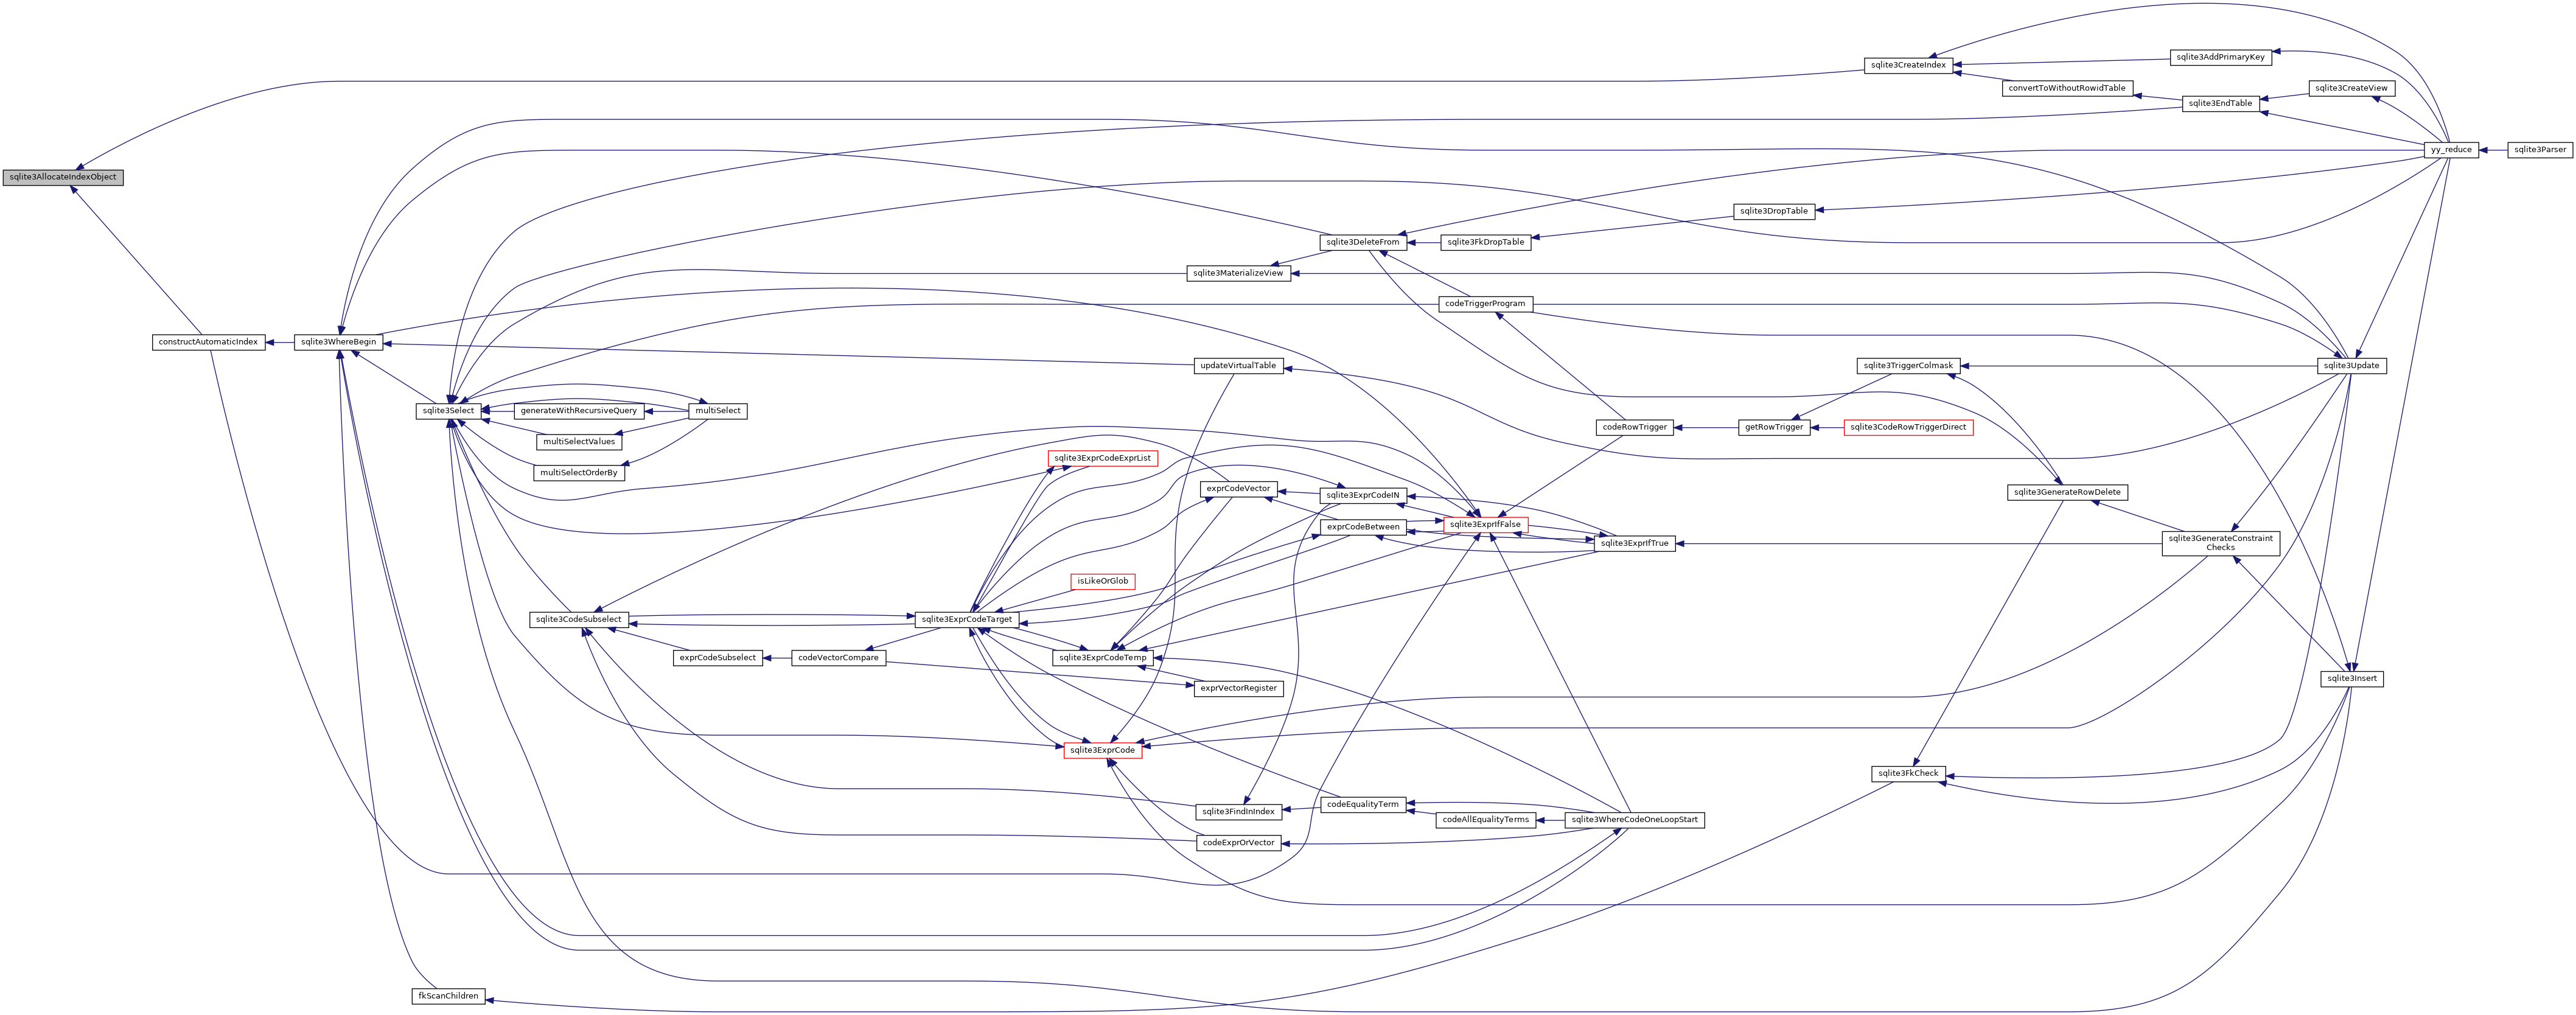 sqlite3AllocateIndexObject
constructAutomaticIndex
sqlite3WhereBegin
sqlite3Select
fkScanChildren
generateWithRecursiveQuery
multiSelectValues
multiSelectOrderBy
multiSelect
sqlite3CodeSubselect
exprCodeSubselect
codeVectorCompare
sqlite3ExprCodeTarget
sqlite3ExprCodeExprList
isLikeOrGlob
sqlite3ExprCodeTemp
sqlite3ExprCode
sqlite3MaterializeView
updateVirtualTable
exprCodeVector
exprVectorRegister
sqlite3FindInIndex
codeExprOrVector
sqlite3DeleteFrom
sqlite3ExprCodeIN
exprCodeBetween
codeEqualityTerm
sqlite3FkDropTable
codeTriggerProgram
sqlite3ExprIfFalse
codeAllEqualityTerms
codeRowTrigger
sqlite3ExprIfTrue
sqlite3WhereCodeOneLoopStart
sqlite3DropTable
getRowTrigger
sqlite3CreateIndex
sqlite3TriggerColmask
sqlite3CodeRowTriggerDirect
sqlite3FkCheck
convertToWithoutRowidTable
sqlite3GenerateRowDelete
sqlite3AddPrimaryKey
sqlite3EndTable
sqlite3GenerateConstraint
Checks
sqlite3CreateView
sqlite3Update
sqlite3Insert
yy_reduce
sqlite3Parser